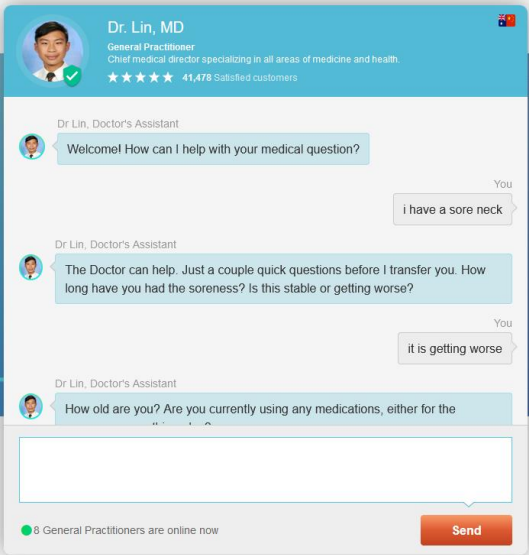 Dr. Lin, MD
General Practitioner
Chief medical director specializing in all areas of medicine and health.
41,478 Satisfied customers
Dr Lin, Doctor's Assistant
Welcome! How can I help with your medical question?
You
i have a sore neck
Dr Lin, Doctor's Assistant
The Doctor can help. Just a couple quick questions before I transfer you. How
long have you had the soreness? Is this stable or getting worse?
You
it is getting worse
Dr Lin, Doctor's Assistant
How old are you? Are you currently using any medications, either for the
8 General Practitioners are online now
Send